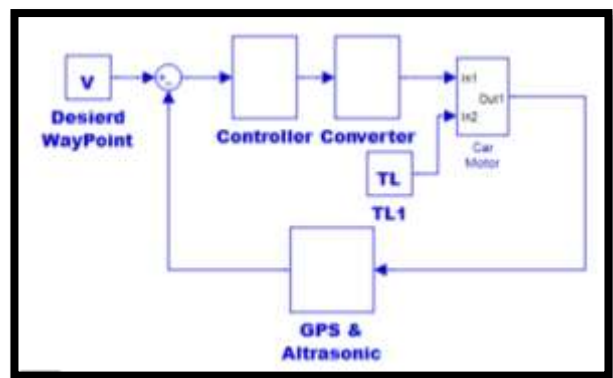 V
Desierd
WayPoint
Controller
Converter
In1
In2
Out1
Car
Motor
TL
TL1
GPS &
Altrasonic